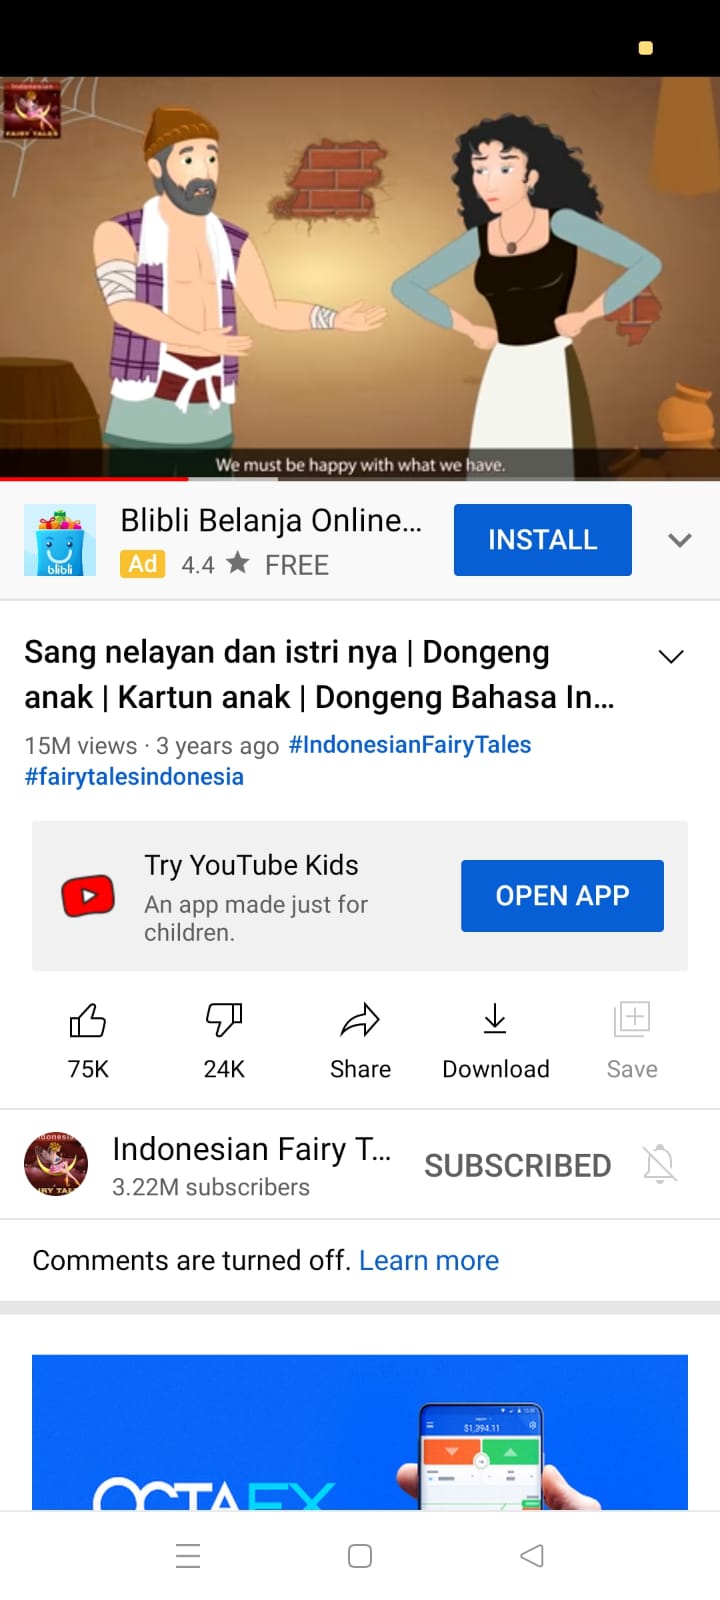 Indonesian
FAIRY TALES
We must be happy with what we have.
Blibli Belanja Online...
INSTALL
blibli
Ad 4.4 ★ FREE
Sang nelayan dan istri nya | Dongeng
anak | Kartun anak | Dongeng Bahasa In...
15M views · 3 years ago #IndonesianFairyTales
#fairytalesindonesia
Try YouTube Kids
An app made just for
children.
OPEN APP
75K 24K Share Download Save
Indonesian Fairy T...
3.22M subscribers
SUBSCRIBED
Comments are turned off. Learn more
$1,394.11
OCTAFX